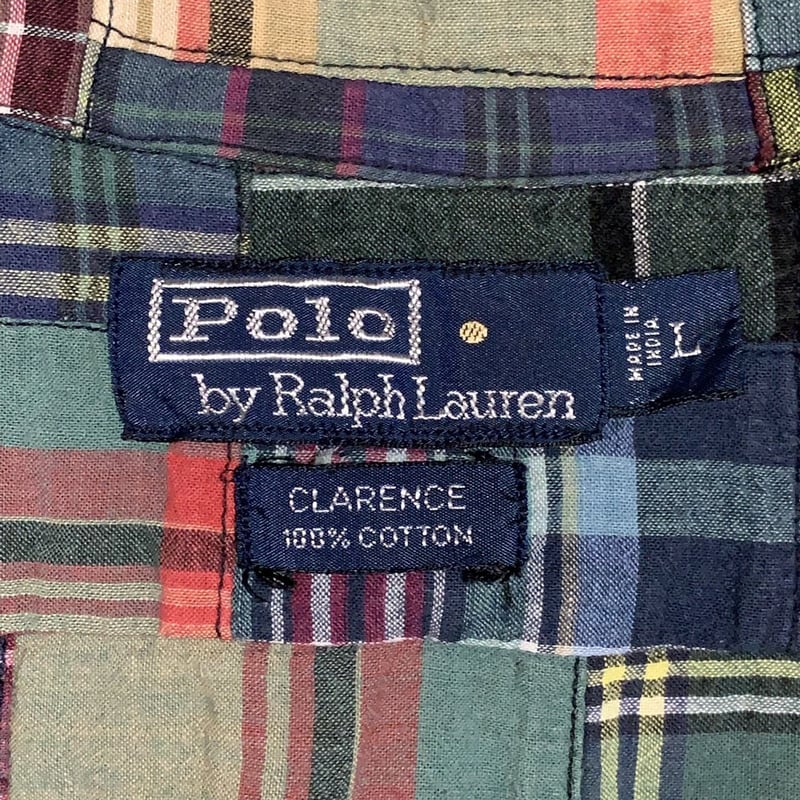 Polo
by Ralph Lauren
MADE IN
INDIA
L
CLARENCE
100% COTTON